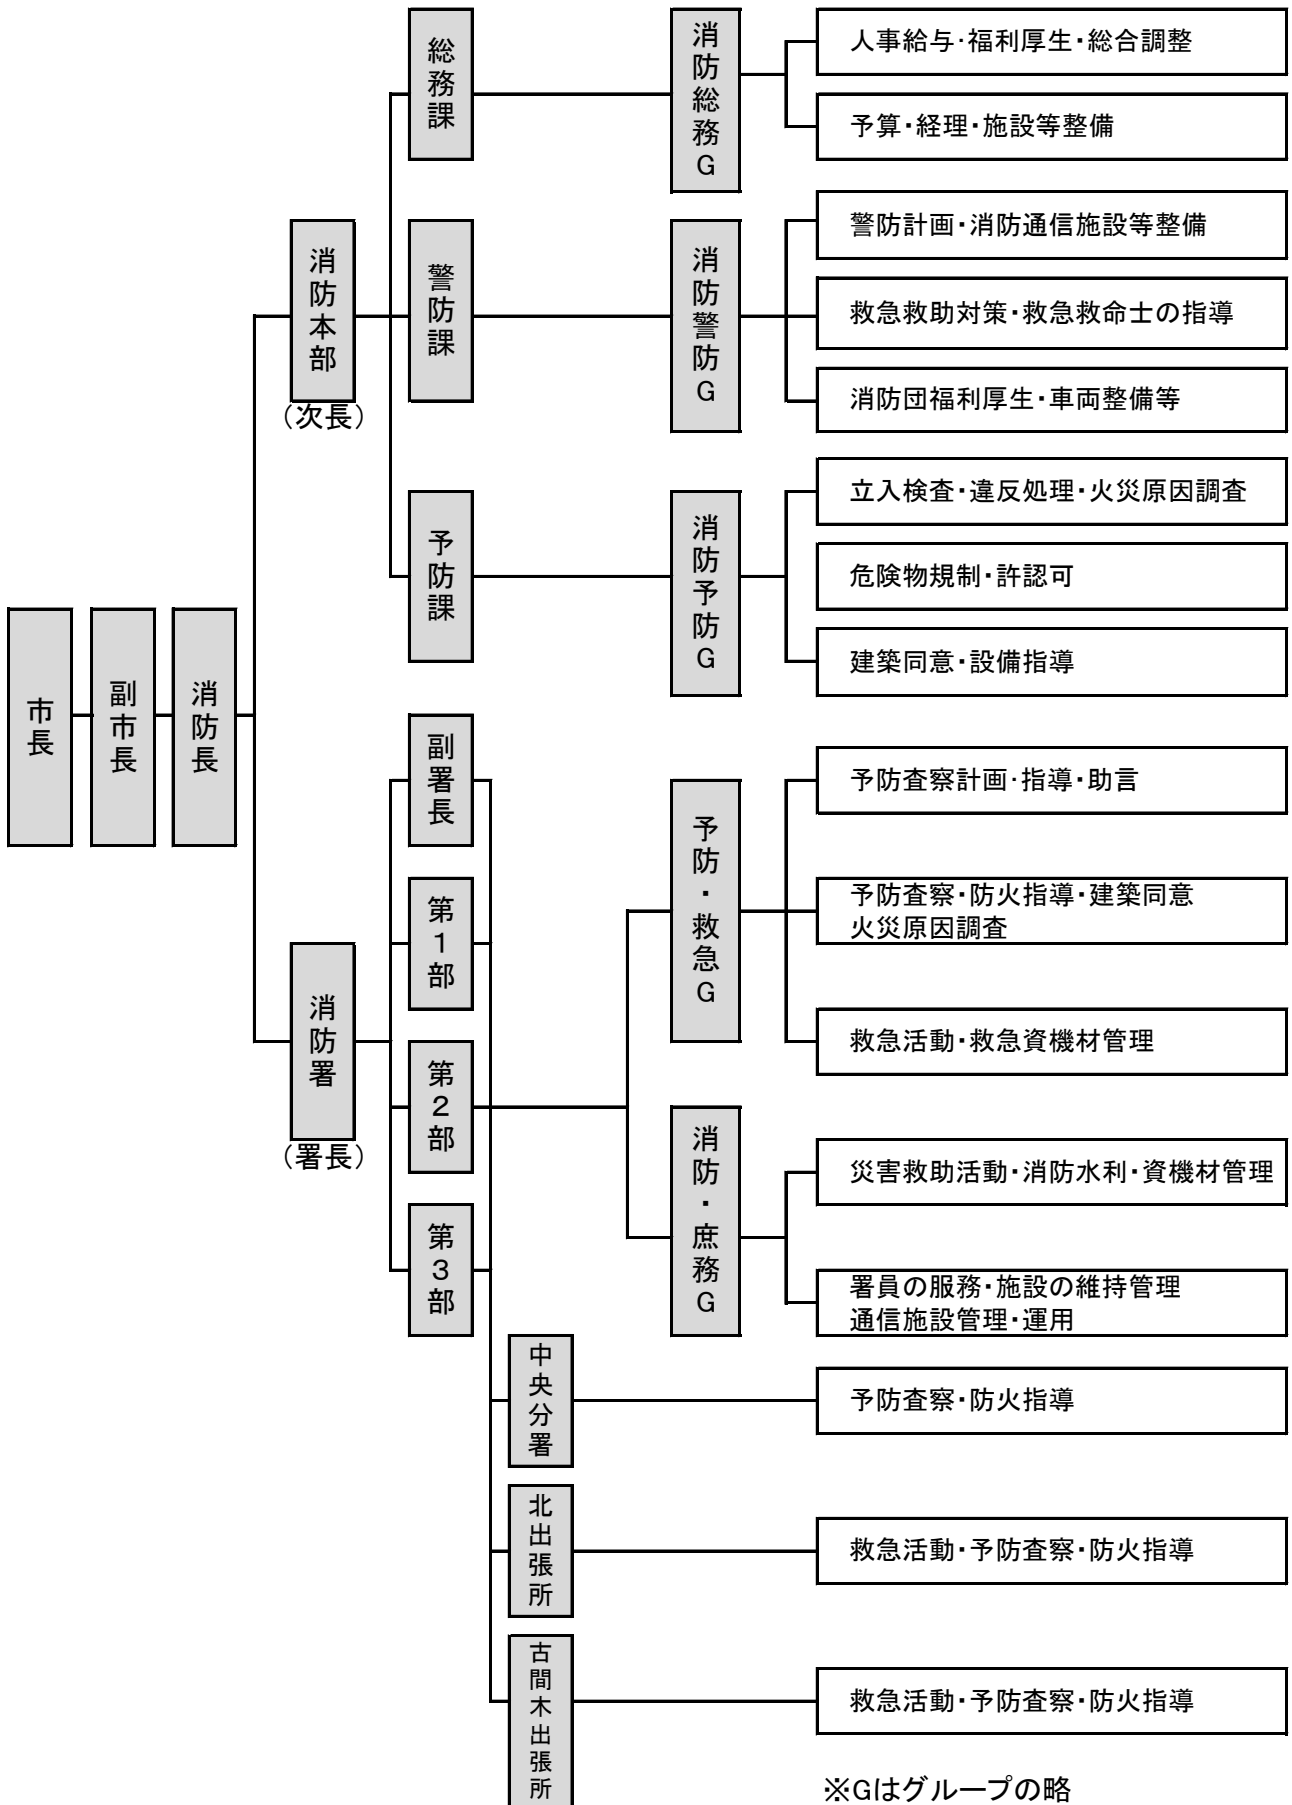 市長
副市長
消防長
消防本部
（次長）
総務課
消防総務G
人事給与･福利厚生･総合調整
予算･経理･施設等整備
警防課
消防警防G
警防計画･消防通信施設等整備
救急救助対策･救急救命士の指導
消防団福利厚生･車両整備等
予防課
消防予防G
立入検査･違反処理･火災原因調査
危険物規制･許認可
建築同意･設備指導
消防署
（署長）
副署長
第1部
第2部
第3部
予防・救急G
予防査察計画･指導･助言
予防査察･防火指導･建築同意
火災原因調査
救急活動･救急資機材管理
消防・庶務G
災害救助活動･消防水利･資機材管理
署員の服務･施設の維持管理
通信施設管理･運用
中央分署
予防査察･防火指導
北出張所
救急活動･予防査察･防火指導
古間木出張所
救急活動･予防査察･防火指導
※Gはグループの略